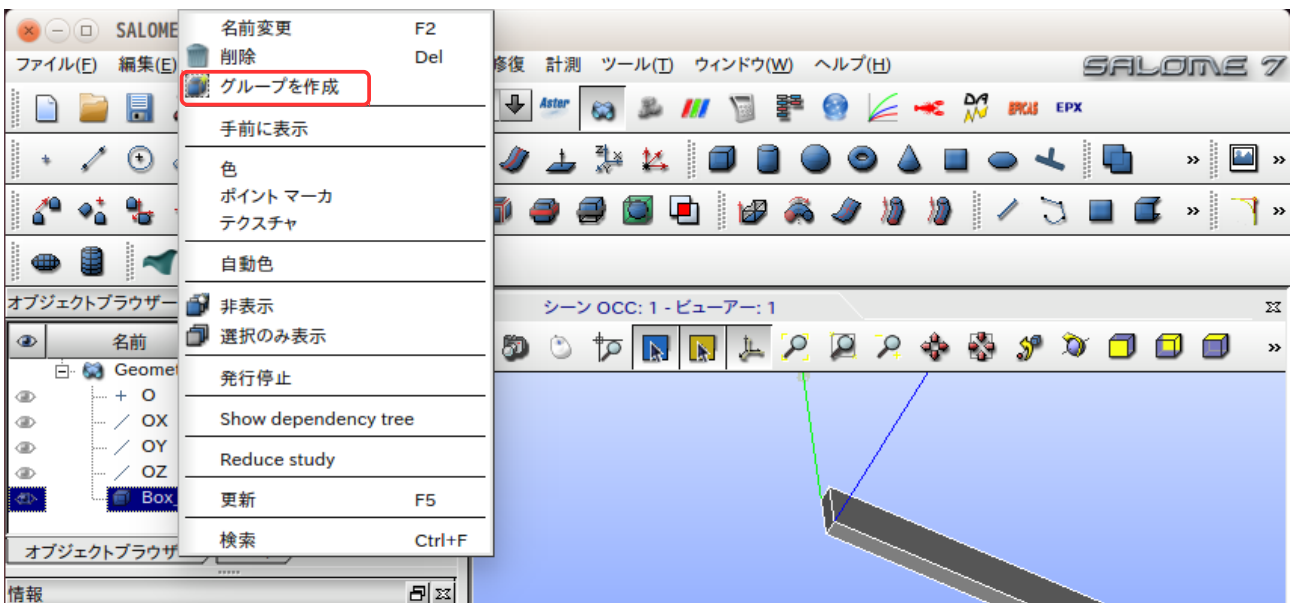 SALOME
ファイル(F) 編集(E) 修復 計測 ツール(T) ウィンドウ(W) ヘルプ(H) SALOME 7
名前変更 F2
削除 Del
グループを作成
手前に表示
色
ポイント マーカ
テクスチャ
自動色
非表示
選択のみ表示
発行停止
Show dependency tree
Reduce study
更新 F5
検索 Ctrl+F
Aster EPX
» »
» »
オブジェクトブラウザー
シーン OCC: 1 - ビューアー: 1
名前
»
Geomet
O
OX
OY
OZ
Box_
オブジェクトブラウザ
情報